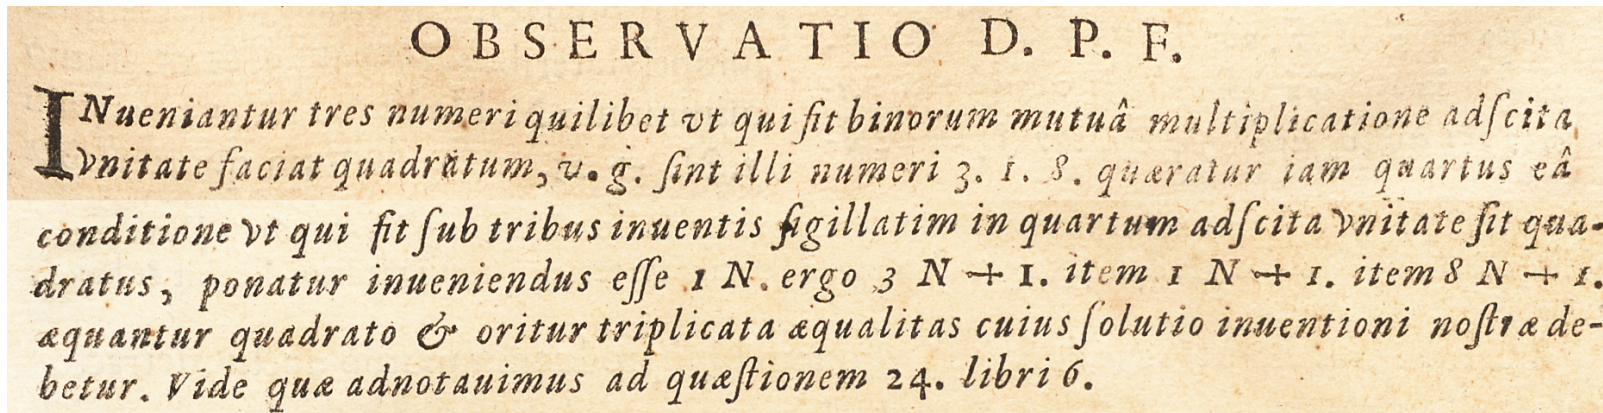 OBSERVATIO D. P. F.
INueniantur tres numeri quilibet vt qui fit binorum mutuâ multiplicatione adſcita
vnitate faciat quadratum, v. g. ſint illi numeri 3. 1. 8. quæratur iam quartus eâ
conditione vt qui fit ſub tribus inuentis ſigillatim in quartum adſcita vnitate ſit qua-
dratus, ponatur inueniendus eſſe 1 N. ergo 3 N + 1. item 1 N + 1. item 8 N + 1.
æquantur quadrato & oritur triplicata æqualitas cuius ſolutio inuentioni noſtræ de-
betur. Vide quæ adnotauimus ad quæſtionem 24. libri 6.